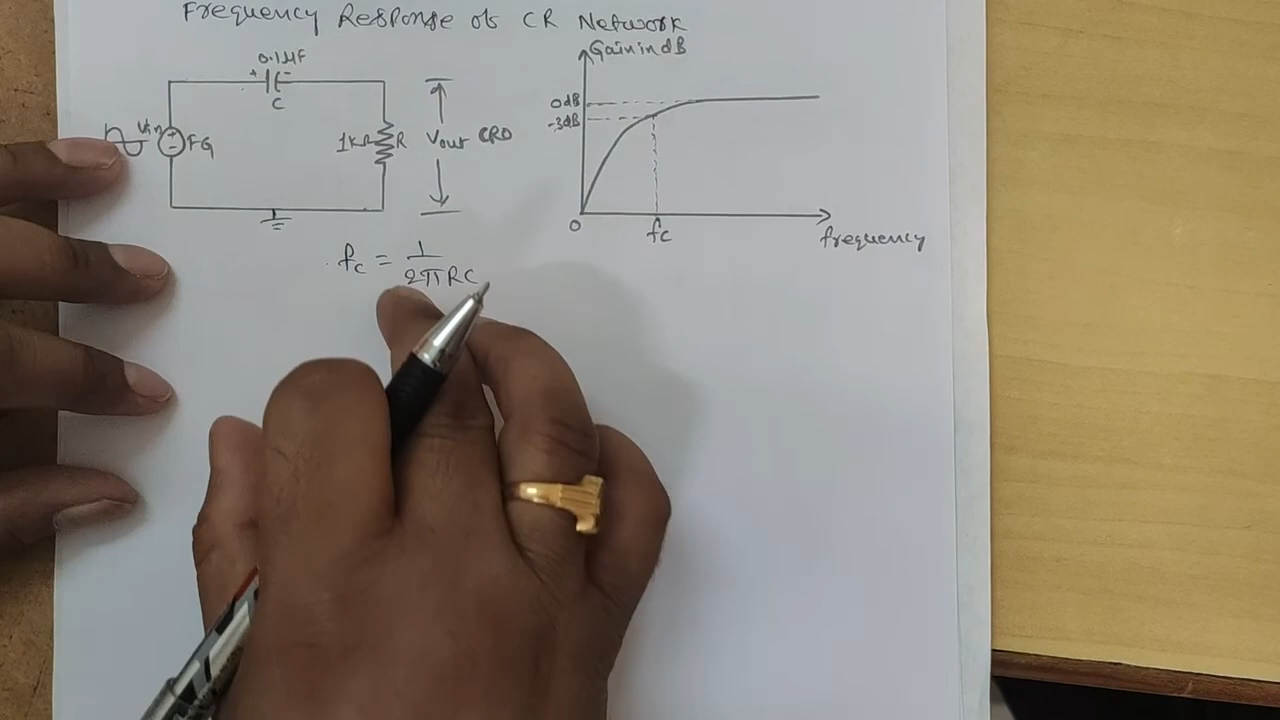 Frequency Response of CR Network
0.1µF
+ -
C
Vin
+
-
FG
1KΩ R
Vout CRO
fc = 1
2πRC
Gain in dB
0dB
-3dB
0
fc
frequency